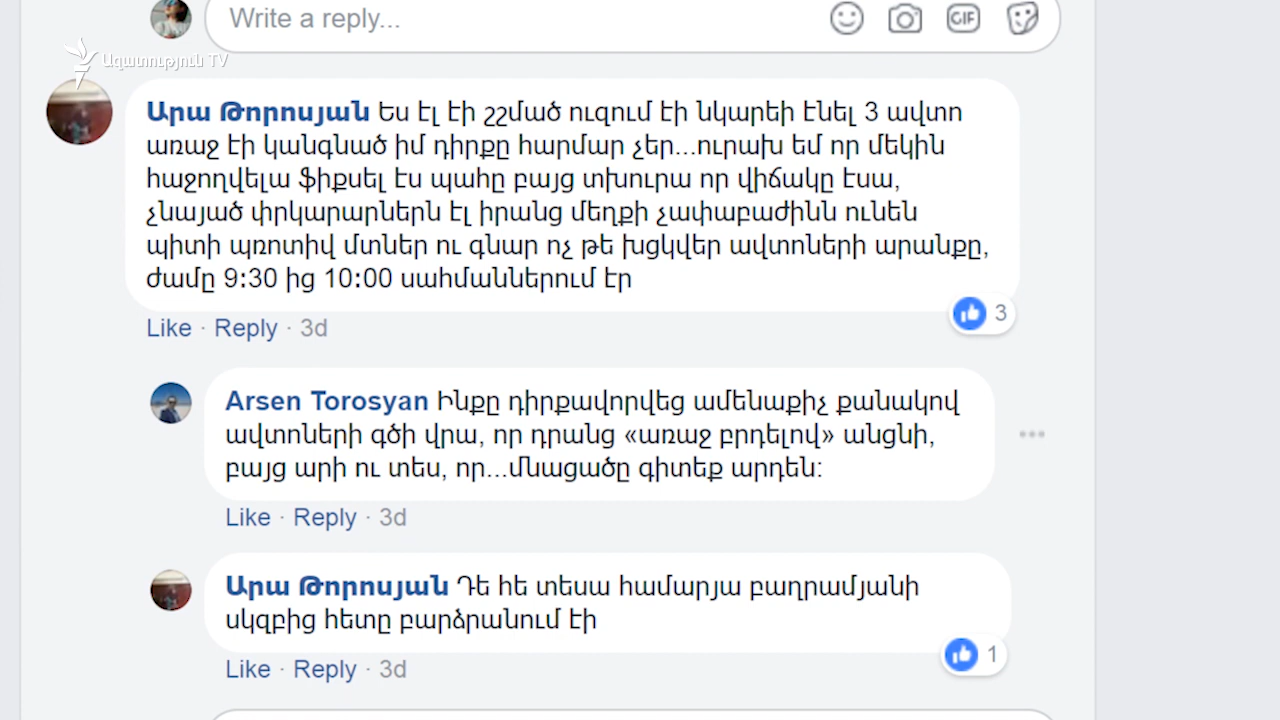 Write a reply...
GIF
Ազատություն TV
Արա Թորոսյան Ես էլ էի շշմած ուզում էի նկարեի էնել 3 ավտո
առաջ էի կանգնած իմ դիրքը հարմար չեր...ուրախ եմ որ մեկին
հաջողվելա ֆիքսել էս պահը բայց տխուրա որ վիճակը էսա,
չնայած փրկարարներն էլ իրանց մեղքի չափաբաժինն ունեն
պիտի պռոտիվ մտներ ու գնար ոչ թե խցկվեր ավտոների արանքը,
ժամը 9:30 ից 10:00 սահմաններում էր
3
Like · Reply · 3d
Arsen Torosyan Ինքը դիրքավորվեց ամենաքիչ քանակով
ավտոների գծի վրա, որ դրանց «առաջ բրդելով» անցնի,
բայց արի ու տես, որ...մնացածը գիտեք արդեն:
Like · Reply · 3d
Արա Թորոսյան Դե հե տեսա համարյա բաղրամյանի
սկզբից հետը բարձրանում էի
1
Like · Reply · 3d